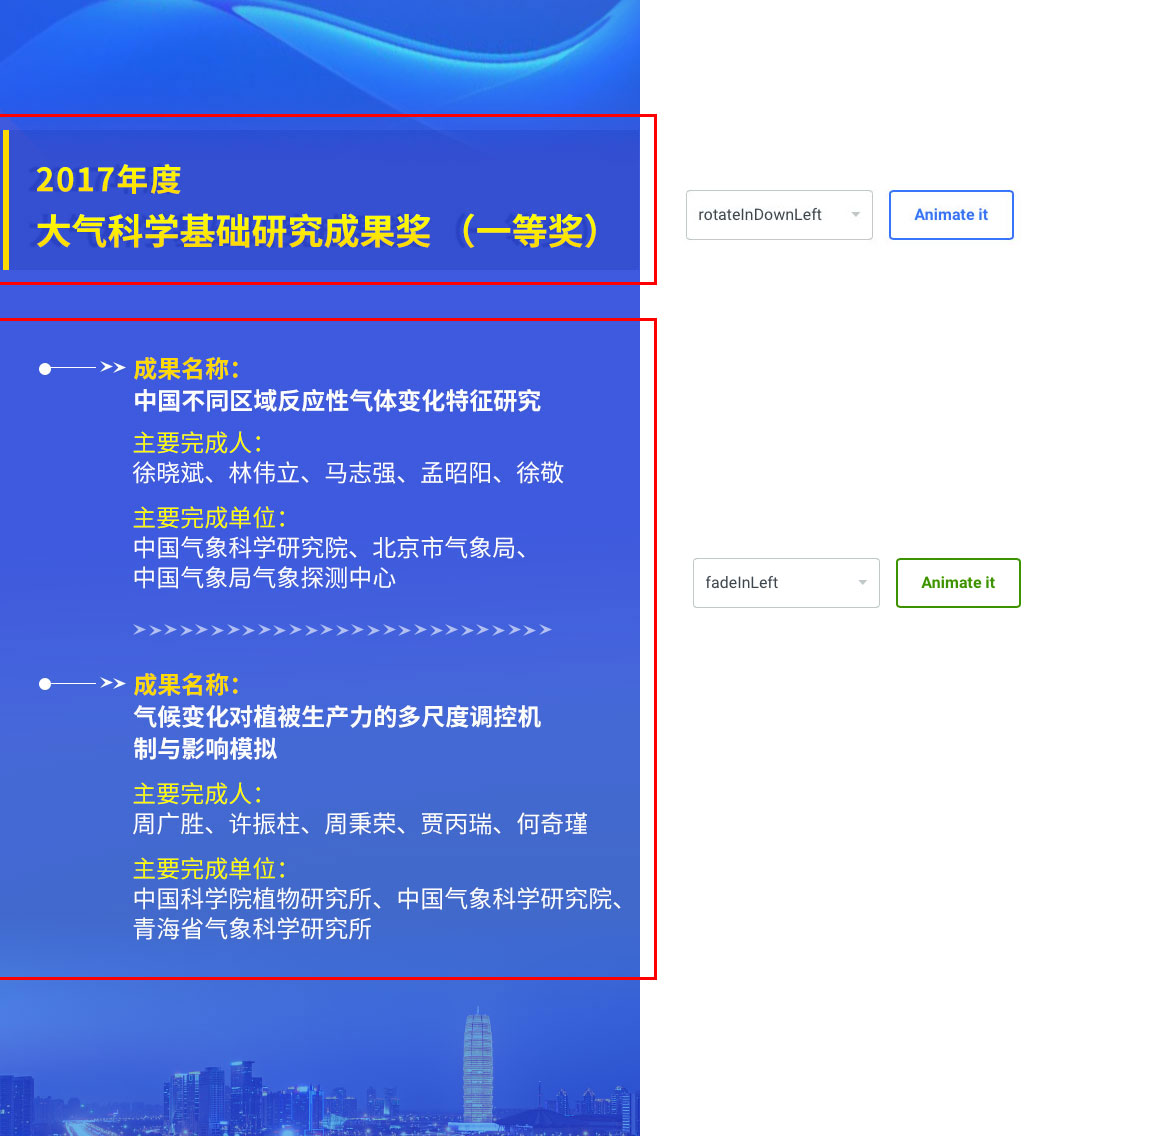 2017年度
大气科学基础研究成果奖（一等奖）
rotateInDownLeft
Animate it
成果名称：
中国不同区域反应性气体变化特征研究
主要完成人：
徐晓斌、林伟立、马志强、孟昭阳、徐敬
主要完成单位：
中国气象科学研究院、北京市气象局、
中国气象局气象探测中心
fadeInLeft
Animate it
成果名称：
气候变化对植被生产力的多尺度调控机
制与影响模拟
主要完成人：
周广胜、许振柱、周秉荣、贾丙瑞、何奇瑾
主要完成单位：
中国科学院植物研究所、中国气象科学研究院、
青海省气象科学研究所